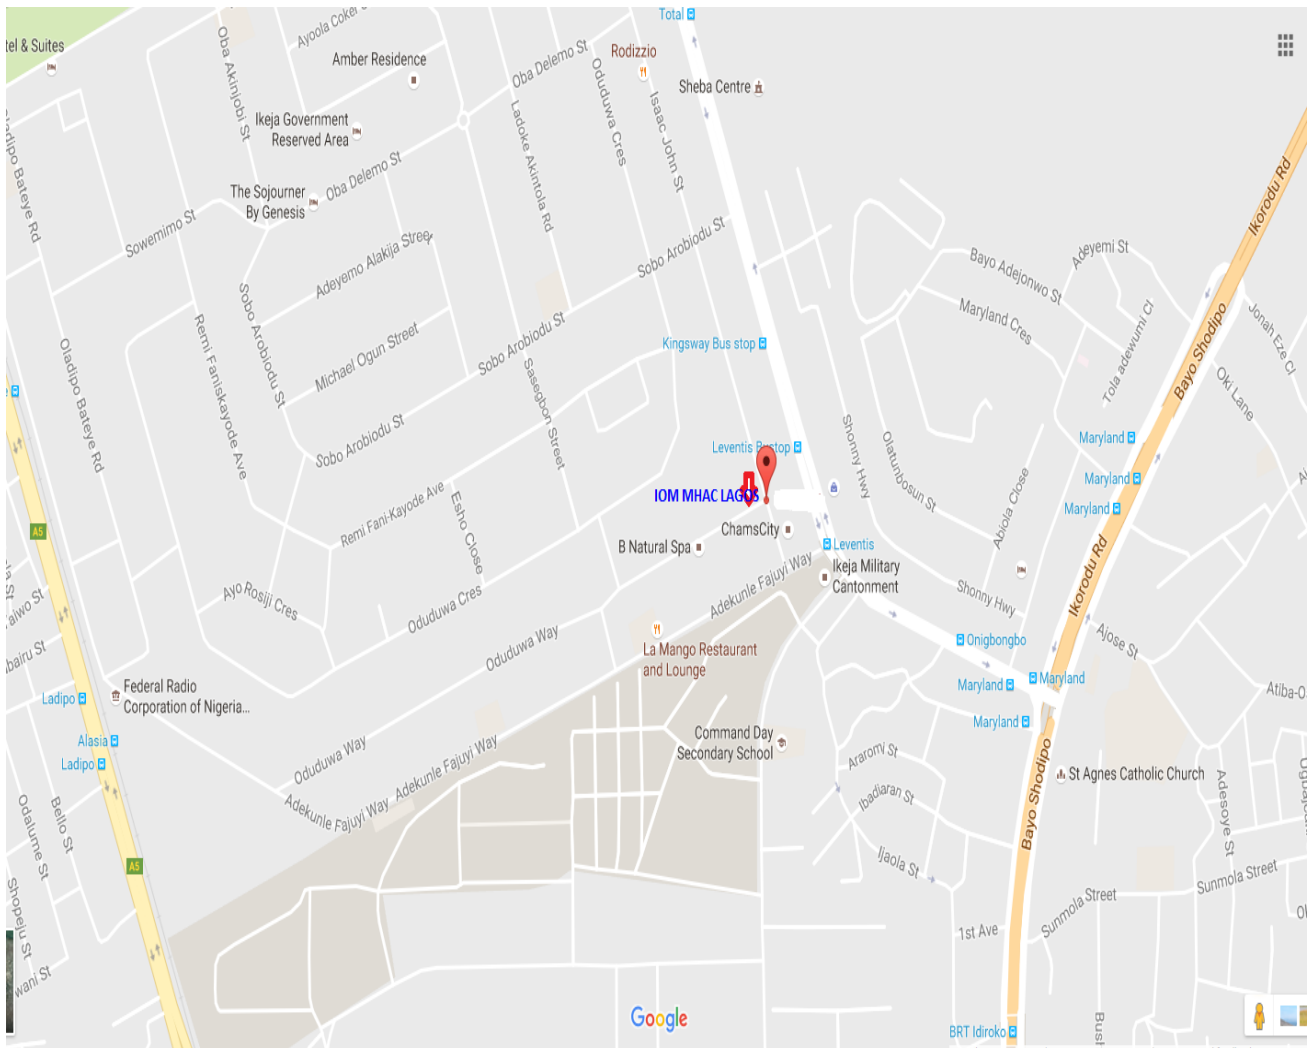 Total
tel & Suites
Ayoola Coker St
Oba Akinjobi St
Amber Residence
Oba Delemo St
Rodizzio
Sheba Centre
Oduduwa Cres
Isaac John St
Ladoke Akintola Rd
Ikeja Government
Reserved Area
Oba Delemo St
The Sojourner
By Genesis
Sowemimo St
Oladipo Bateye Rd
Adeyemo Alakija Street
Sobo Arobiodu St
Ikorodu Rd
Adeyemi St
Bayo Adejonwo St
Maryland Cres
Tola adewumi Cl
Bayo Shodipo
Jonah Eze Cl
Oki Lane
Sobo Arobiodu St
Remi Faniskayode Ave
Michael Ogun Street
Sobo Arobiodu St
Sasegbon Street
Kingsway Bus stop
Oladipo Bateye Rd
Sobo Arobiodu St
Leventis Bustop
Shonny Hwy
Olatunbosun St
Abiola Close
Maryland
Maryland
Maryland
IOM MHAC LAGOS
Remi Fani-Kayode Ave
Esho Close
ChamsCity
B Natural Spa
Leventis
Ikeja Military
Cantonment
A5
Ayo Rosiji Cres
Oduduwa Cres
Adekunle Fajuyi Way
Shonny Hwy
Ikorodu Rd
Ajose St
Onigbongbo
Oduduwa Way
La Mango Restaurant
and Lounge
Federal Radio
Corporation of Nigeria...
Maryland
Maryland
Maryland
Ladipo
Alasia
Ladipo
Atiba-O
Command Day
Secondary School
Oduduwa Way
Adekunle Fajuyi Way
Adekunle Fajuyi Way
Araromi St
Ibadiaran St
Ijaola St
Bayo Shodipo
St Agnes Catholic Church
Adesoye St
Bello St
Odalume St
A5
Shopeju St
wani St
Sunmola Street
Sunmola Street
1st Ave
Google
BRT Idiroko